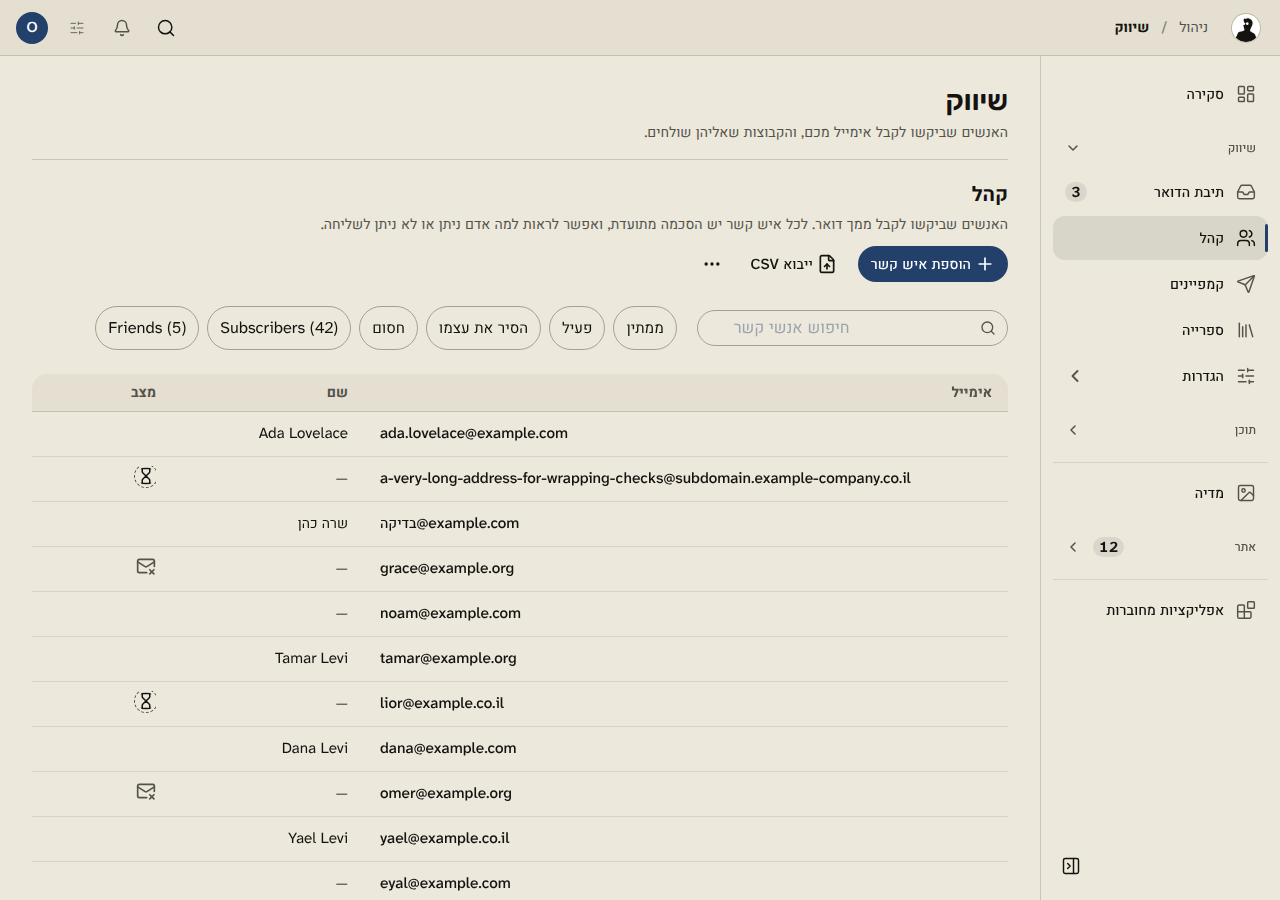 ניהול / שיווק
O
סקירה
שיווק
תיבת הדואר 3
קהל
קמפיינים
ספרייה
הגדרות
תוכן
מדיה
אתר 12
אפליקציות מחוברות
שיווק
האנשים שביקשו לקבל אימייל מכם, והקבוצות שאליהן שולחים.
קהל
האנשים שביקשו לקבל ממך דואר. לכל איש קשר יש הסכמה מתועדת, ואפשר לראות למה אדם ניתן או לא ניתן לשליחה.
הוספת איש קשר
ייבוא CSV
חיפוש אנשי קשר
ממתין
פעיל
הסיר את עצמו
חסום
Subscribers (42)
Friends (5)
אימייל שם מצב
ada.lovelace@example.com Ada Lovelace
a-very-long-address-for-wrapping-checks@subdomain.example-company.co.il —
בדיקה@example.com שרה כהן
grace@example.org —
noam@example.com —
tamar@example.org Tamar Levi
lior@example.co.il —
dana@example.com Dana Levi
omer@example.org —
yael@example.co.il Yael Levi
eyal@example.com —